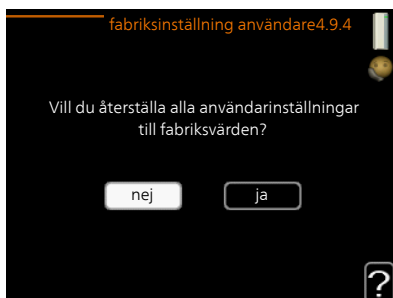 fabriksinställning användare4.9.4
Vill du återställa alla användarinställningar
till fabriksvärden?
nej
ja
?